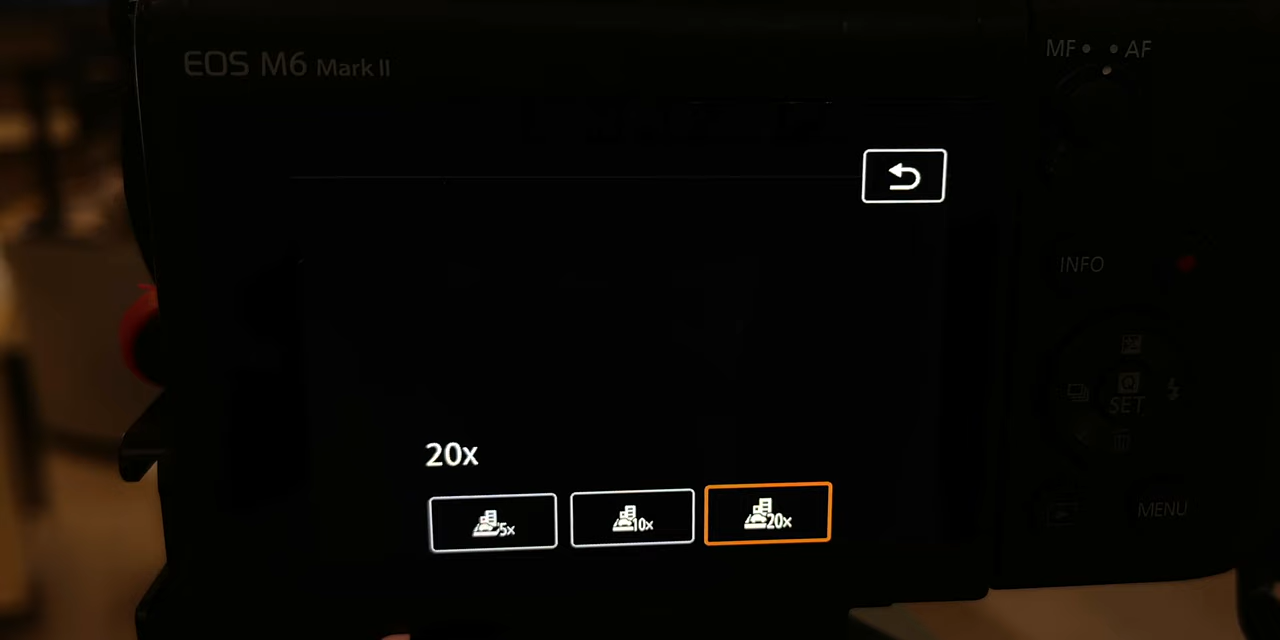 EOS M6 Mark II
MF AF
INFO
Q
SET
20x
5x
10x
20x
MENU